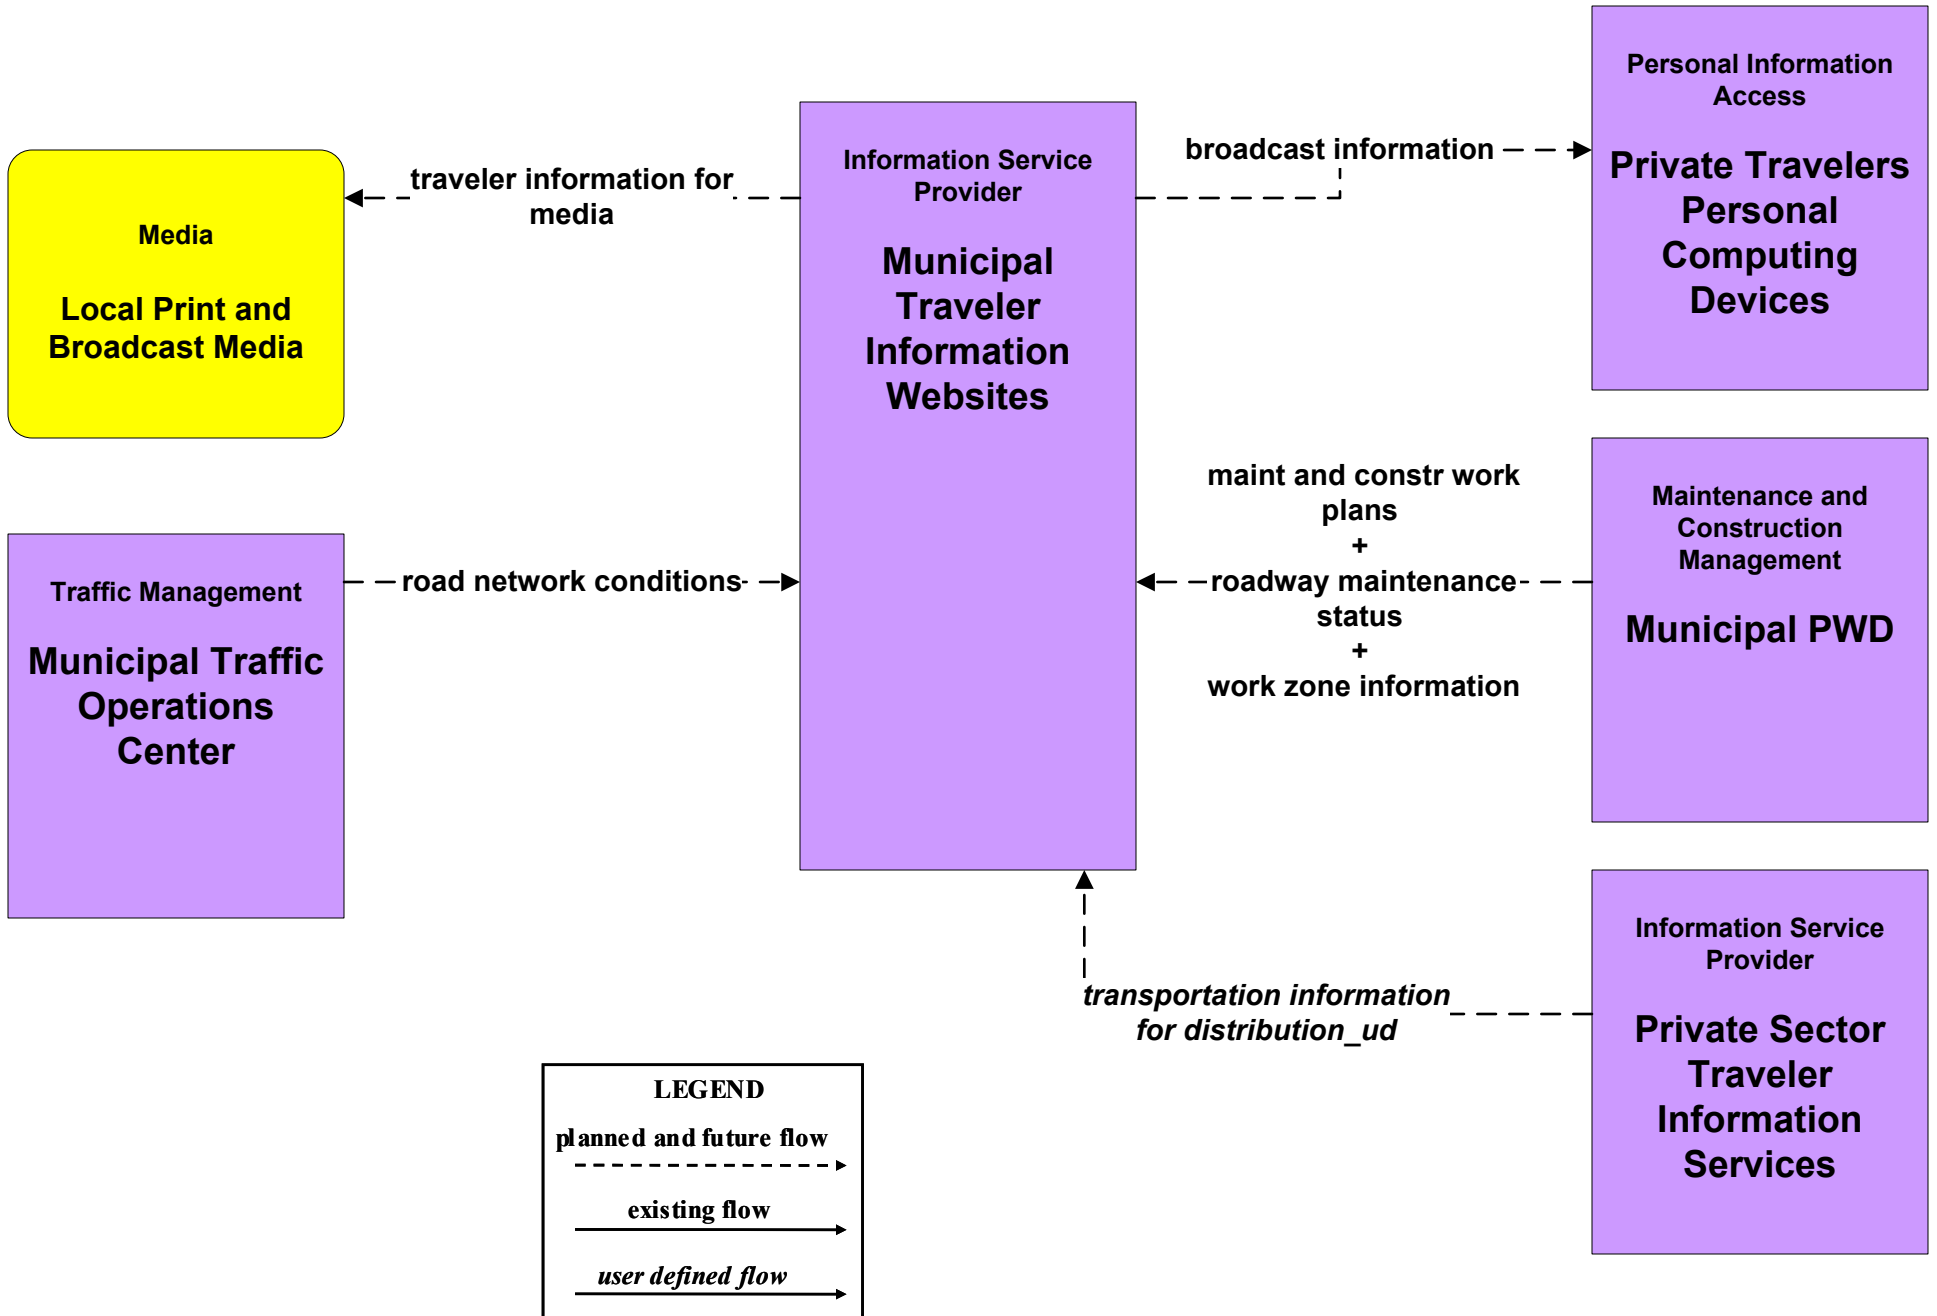 Personal Information
Access
Private Travelers
Personal
Computing
Devices
Information Service
Provider
Municipal
Traveler
Information
Websites
broadcast information
traveler information for
media
Media
Local Print and
Broadcast Media
Traffic Management
Municipal Traffic
Operations
Center
road network conditions
maint and constr work
plans
+
roadway maintenance
status
+
work zone information
Maintenance and
Construction
Management
Municipal PWD
transportation information
for distribution_ud
Information Service
Provider
Private Sector
Traveler
Information
Services
LEGEND
planned and future flow
existing flow
user defined flow